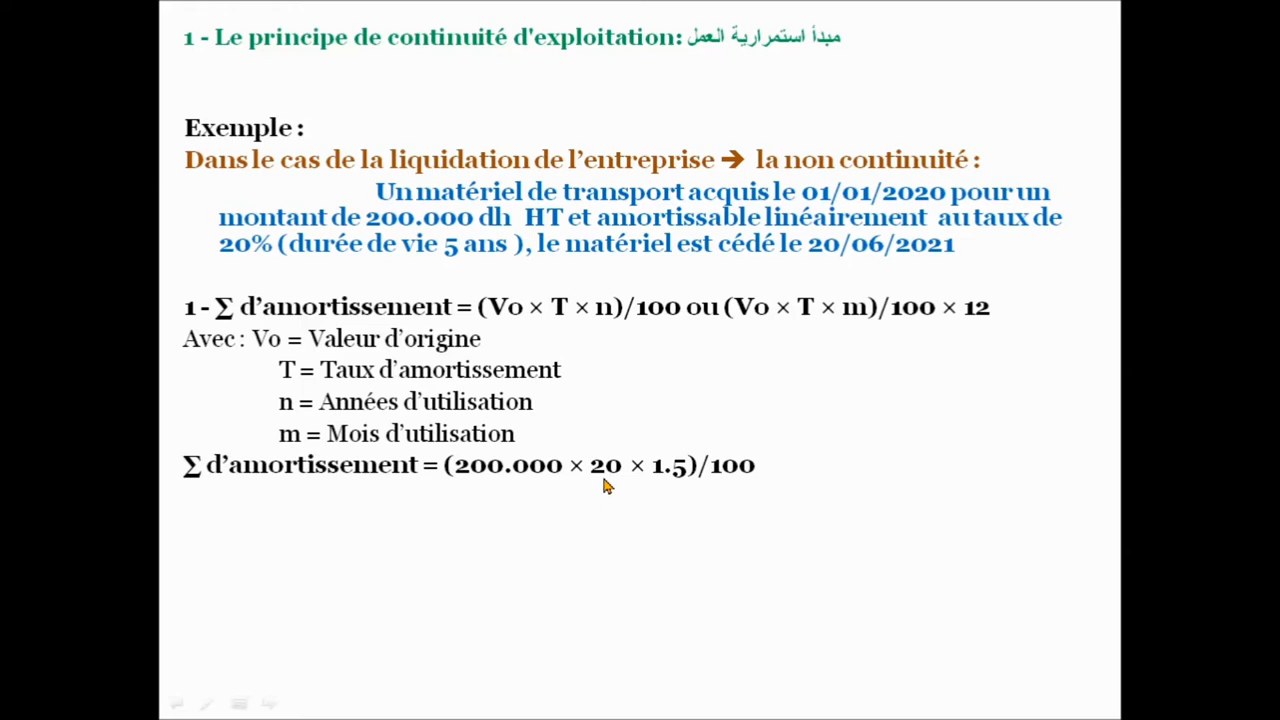 1 - Le principe de continuité d'exploitation: مبدأ استمرارية العمل
Exemple :
Dans le cas de la liquidation de l’entreprise ➔ la non continuité :
Un matériel de transport acquis le 01/01/2020 pour un
montant de 200.000 dh HT et amortissable linéairement au taux de
20% (durée de vie 5 ans ), le matériel est cédé le 20/06/2021
1 - ∑ d’amortissement = (Vo × T × n)/100 ou (Vo × T × m)/100 × 12
Avec : Vo = Valeur d’origine
T = Taux d’amortissement
n = Années d’utilisation
m = Mois d’utilisation
∑ d’amortissement = (200.000 × 20 × 1.5)/100